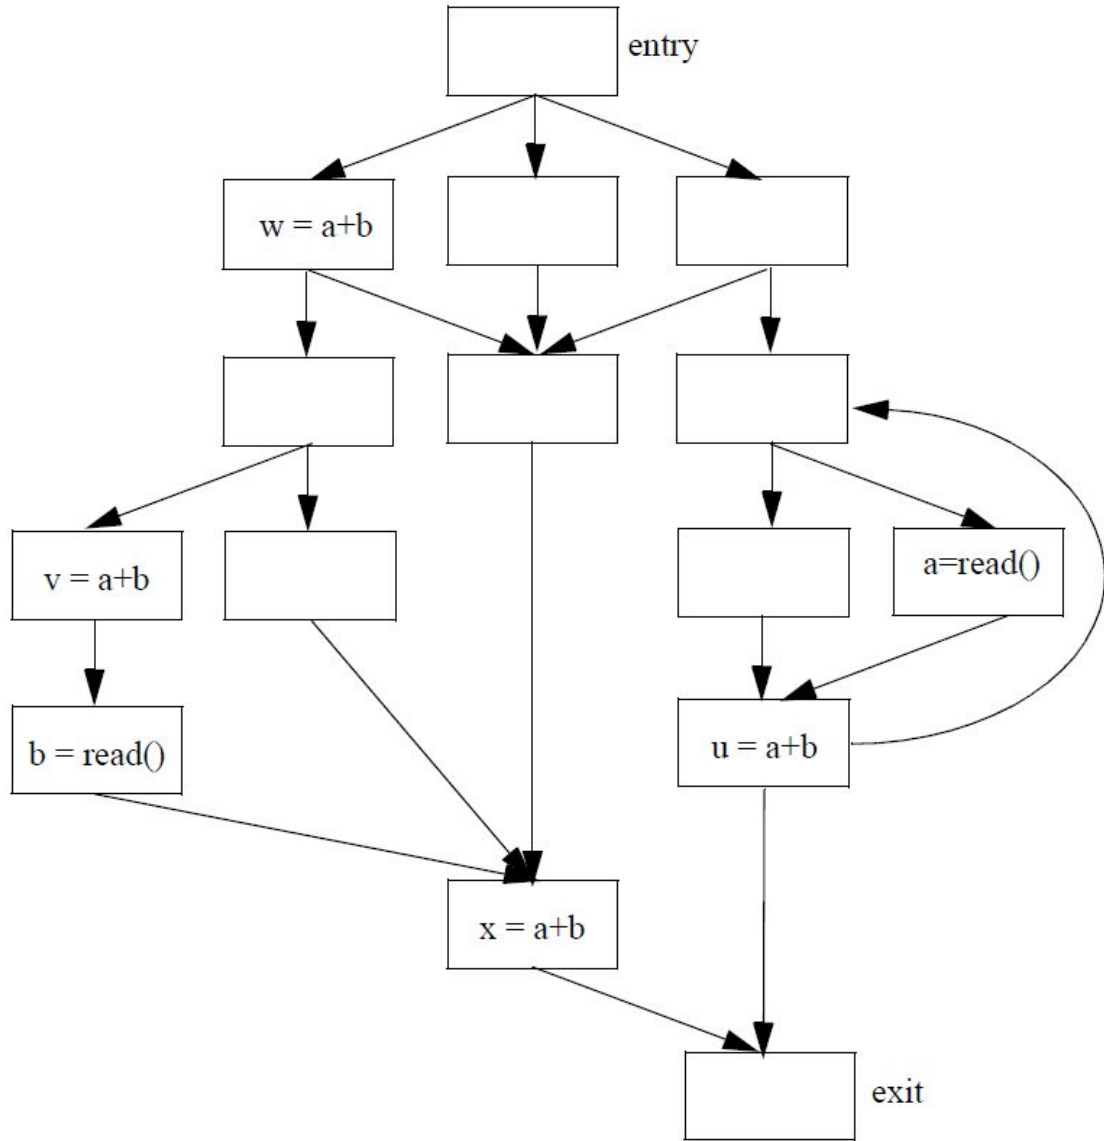 entry
w = a+b
v = a+b
a=read()
b = read()
u = a+b
x = a+b
exit